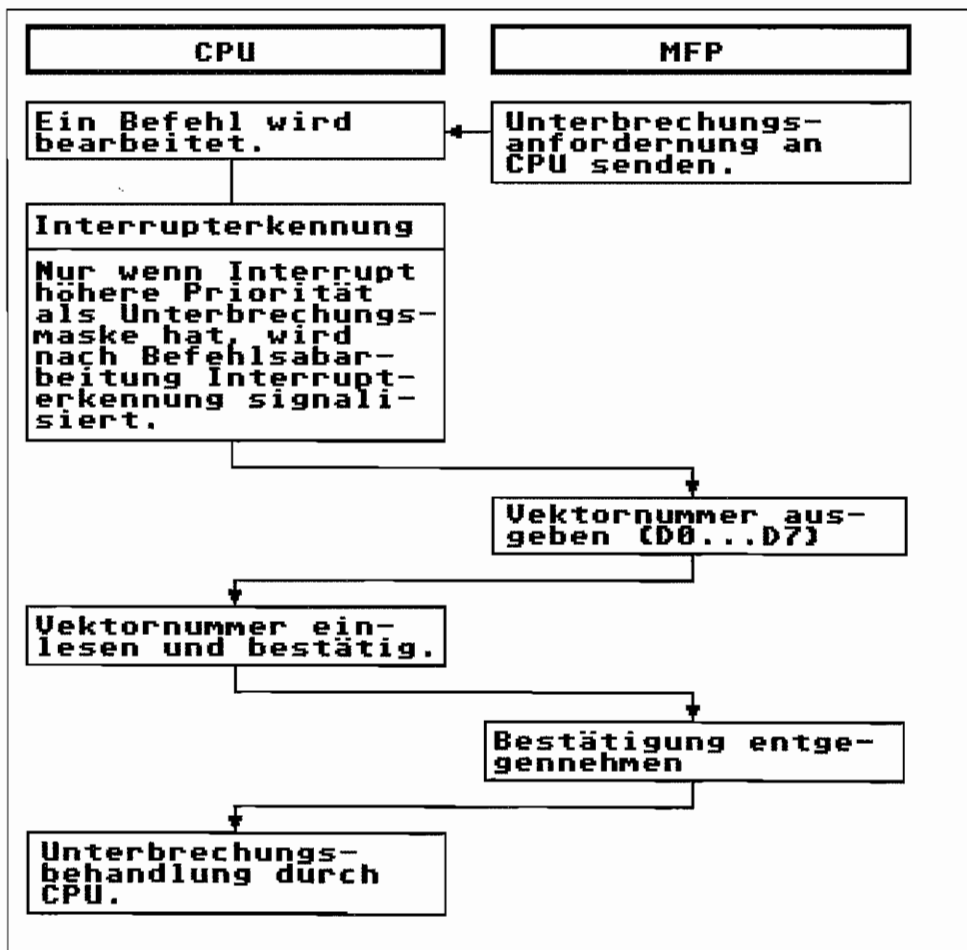 CPU
MFP
Ein Befehl wird
bearbeitet.
Unterbrechungs-
anfordernung an
CPU senden.
Interrupterkennung
Nur wenn Interrupt
höhere Priorität
als Unterbrechungs-
maske hat, wird
nach Befehlsabar-
beitung Interrupt-
erkennung signali-
siert.
Vektornummer aus-
geben (D0...D7)
Vektornummer ein-
lesen und bestätig.
Bestätigung entge-
gennehmen
Unterbrechungs-
behandlung durch
CPU.